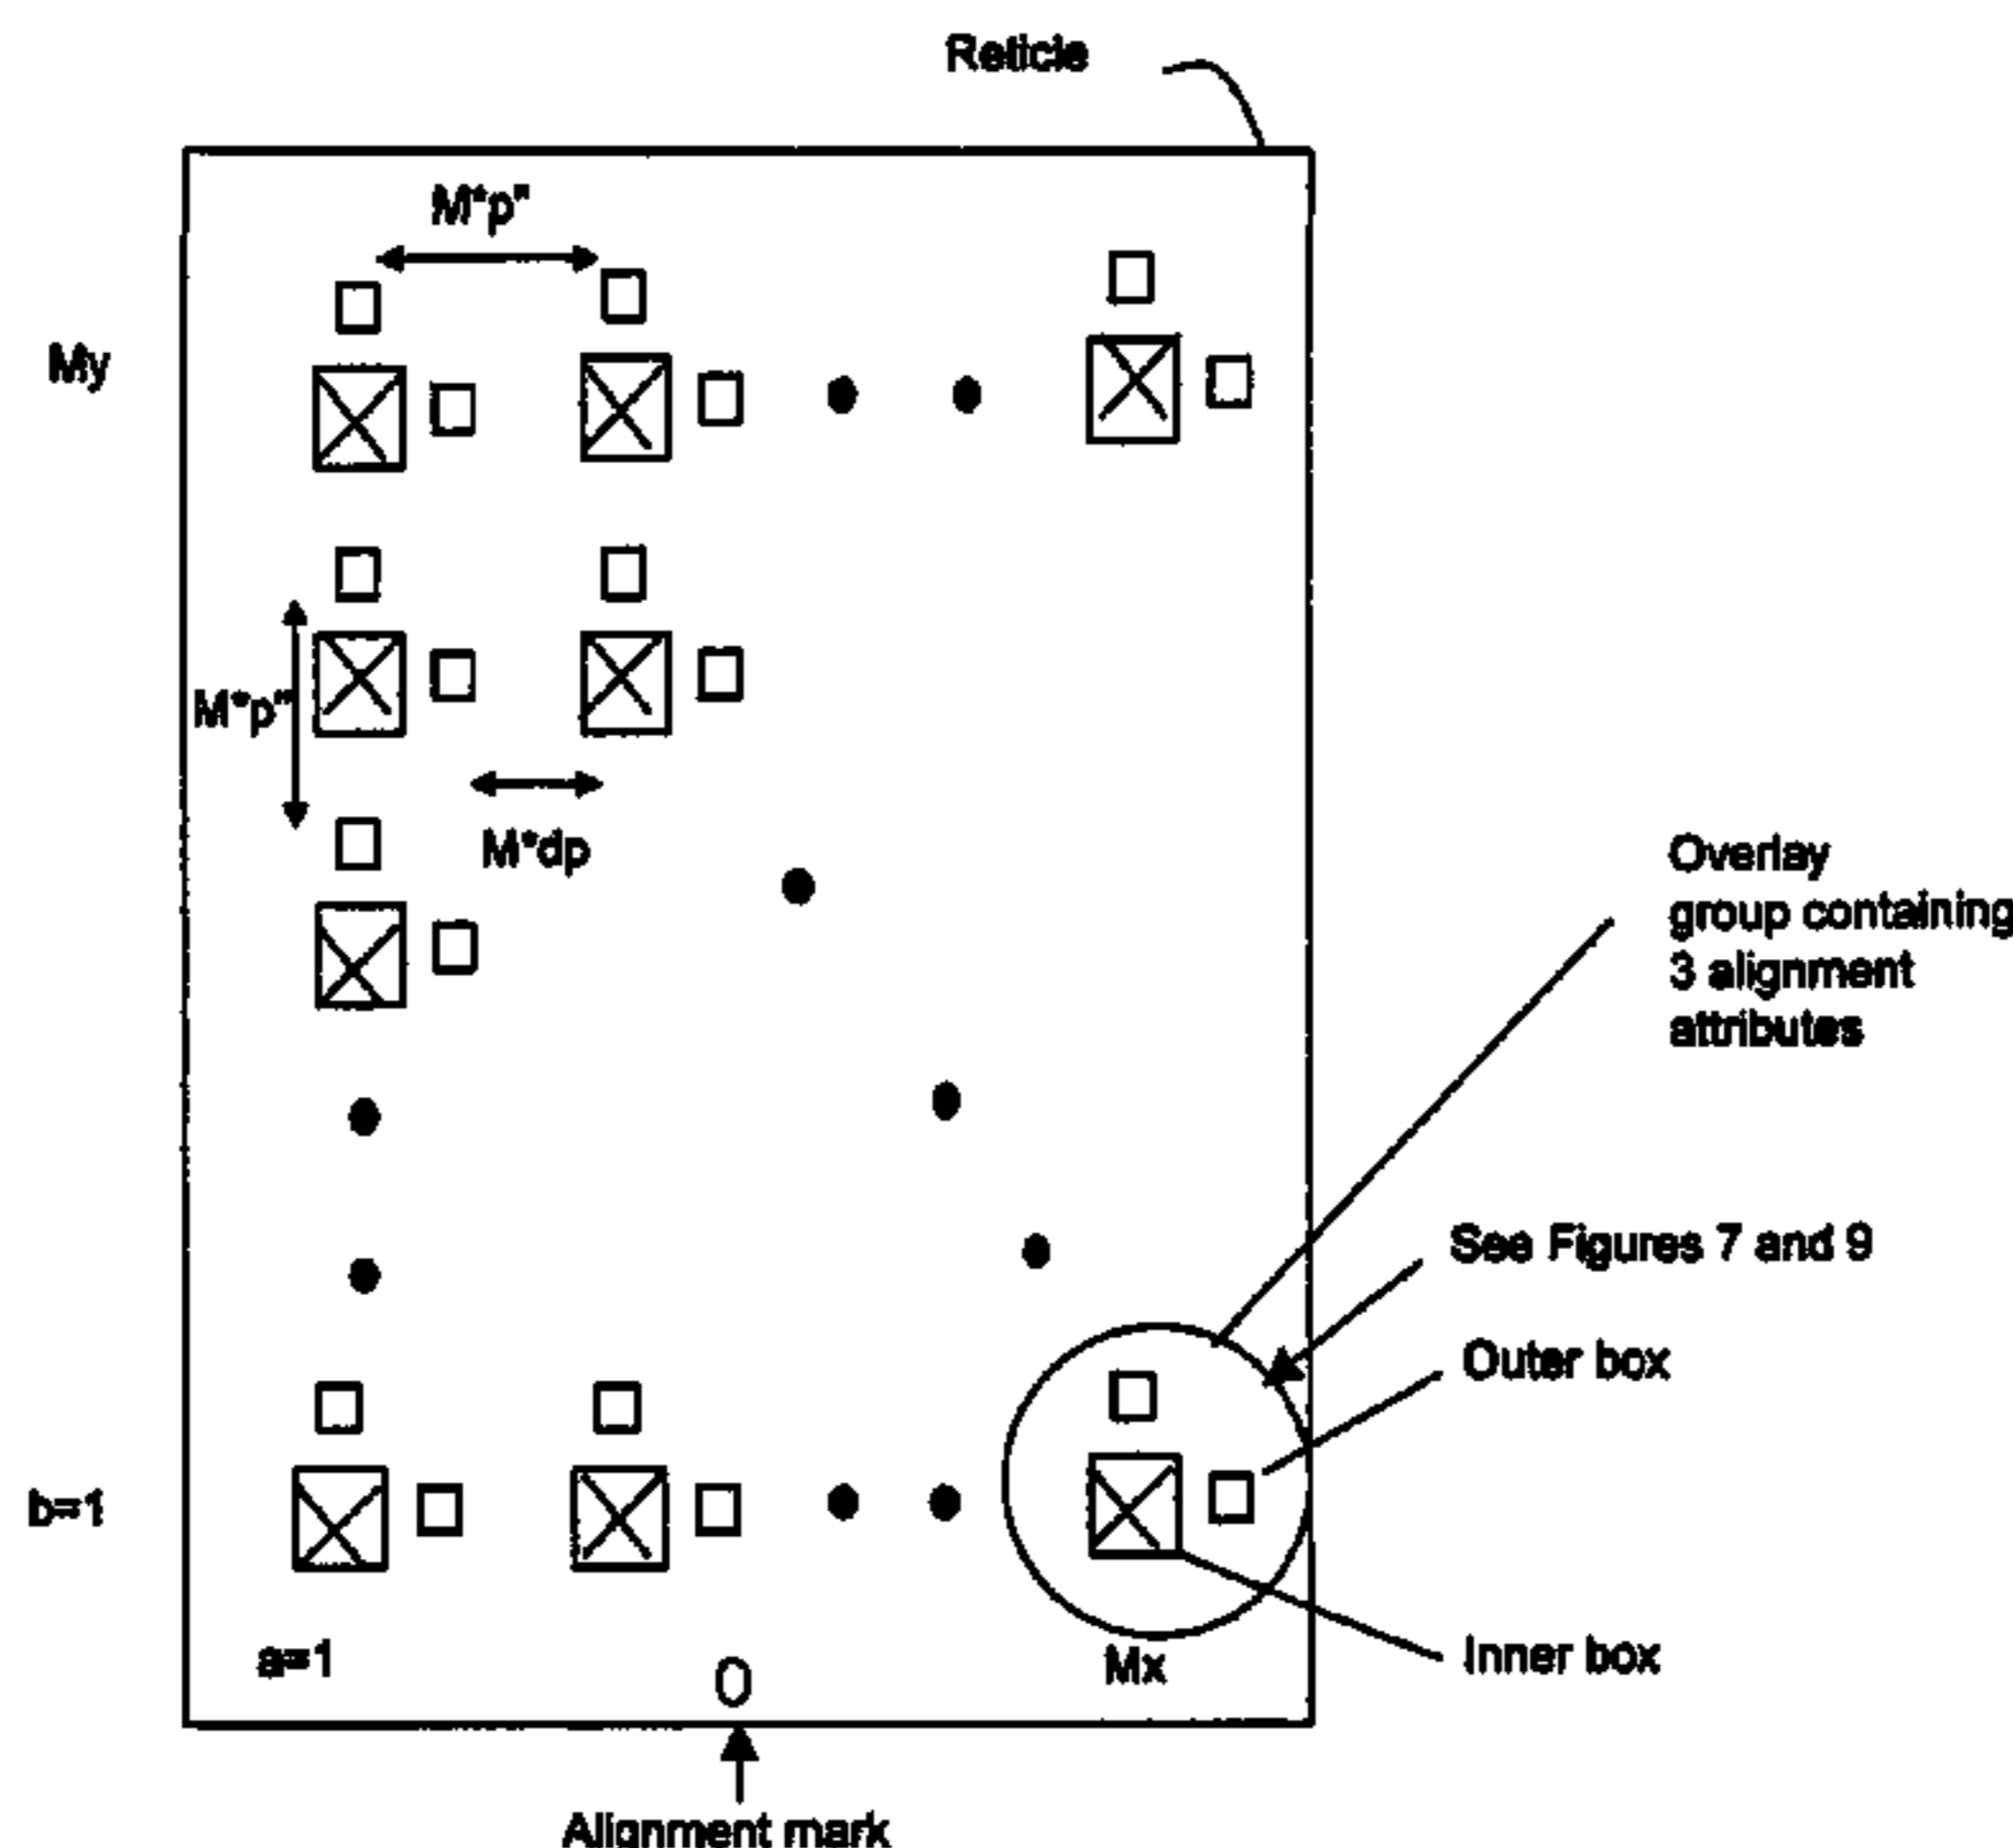 Reticle
M*p"
My
M*p"
M*dp
Overlay
group containing
3 alignment
attributes
See Figures 7 and 9
Outer box
b=1
a=1
Mx
Inner box
Alignment mark